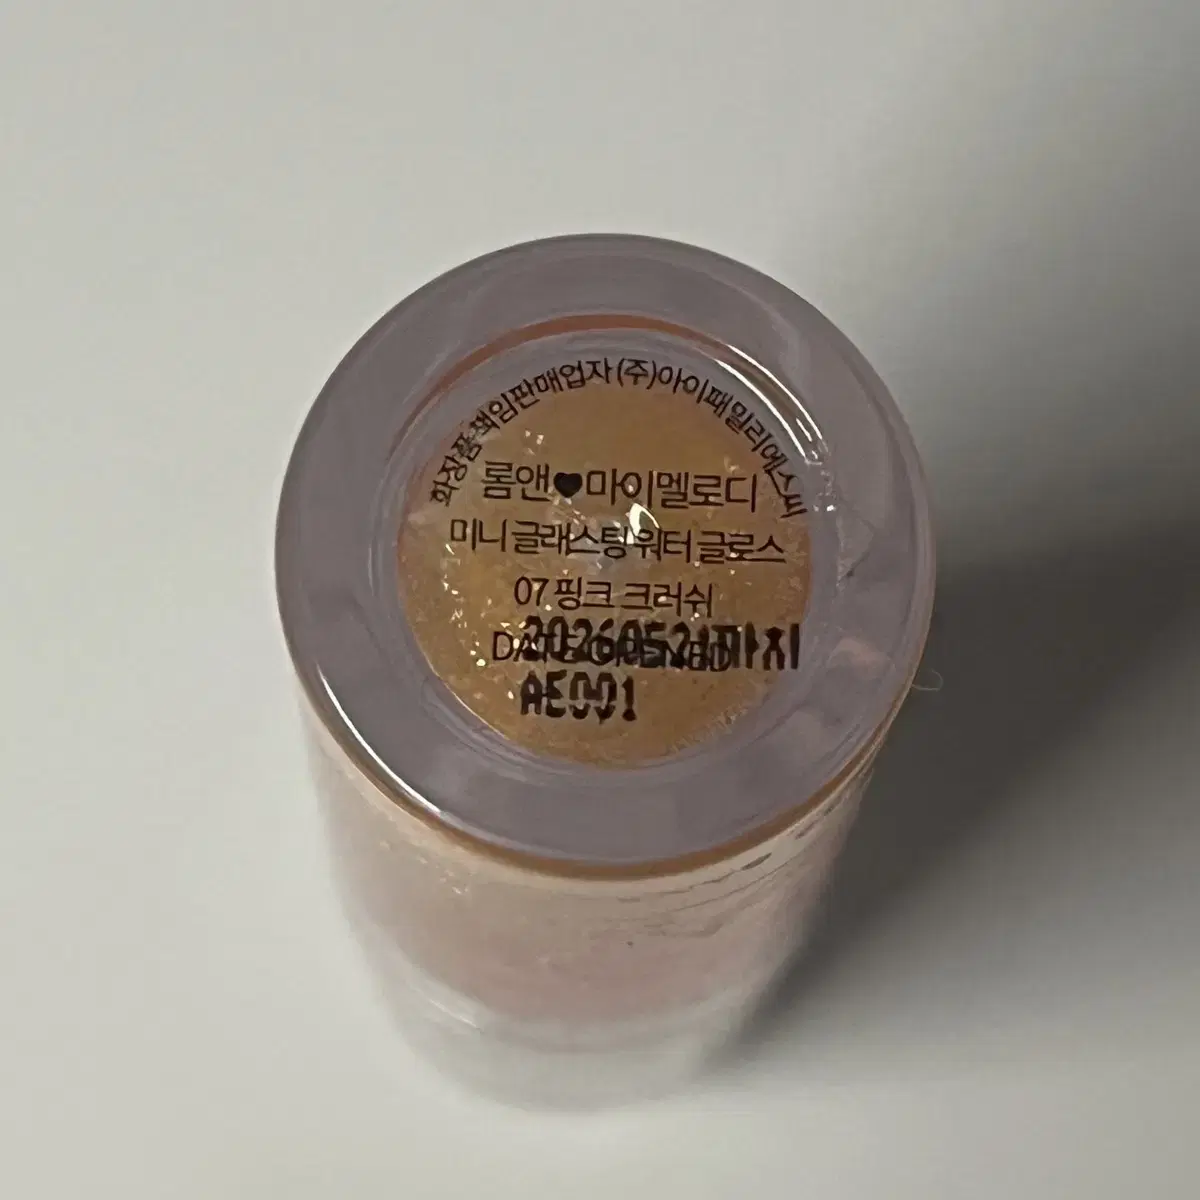 화장품책임판매업자 (주)아이패밀리에스씨
롬앤♥마이멜로디
미니 글래스팅 워터 글로스
07 핑크 크러쉬
20260521까지
AE001